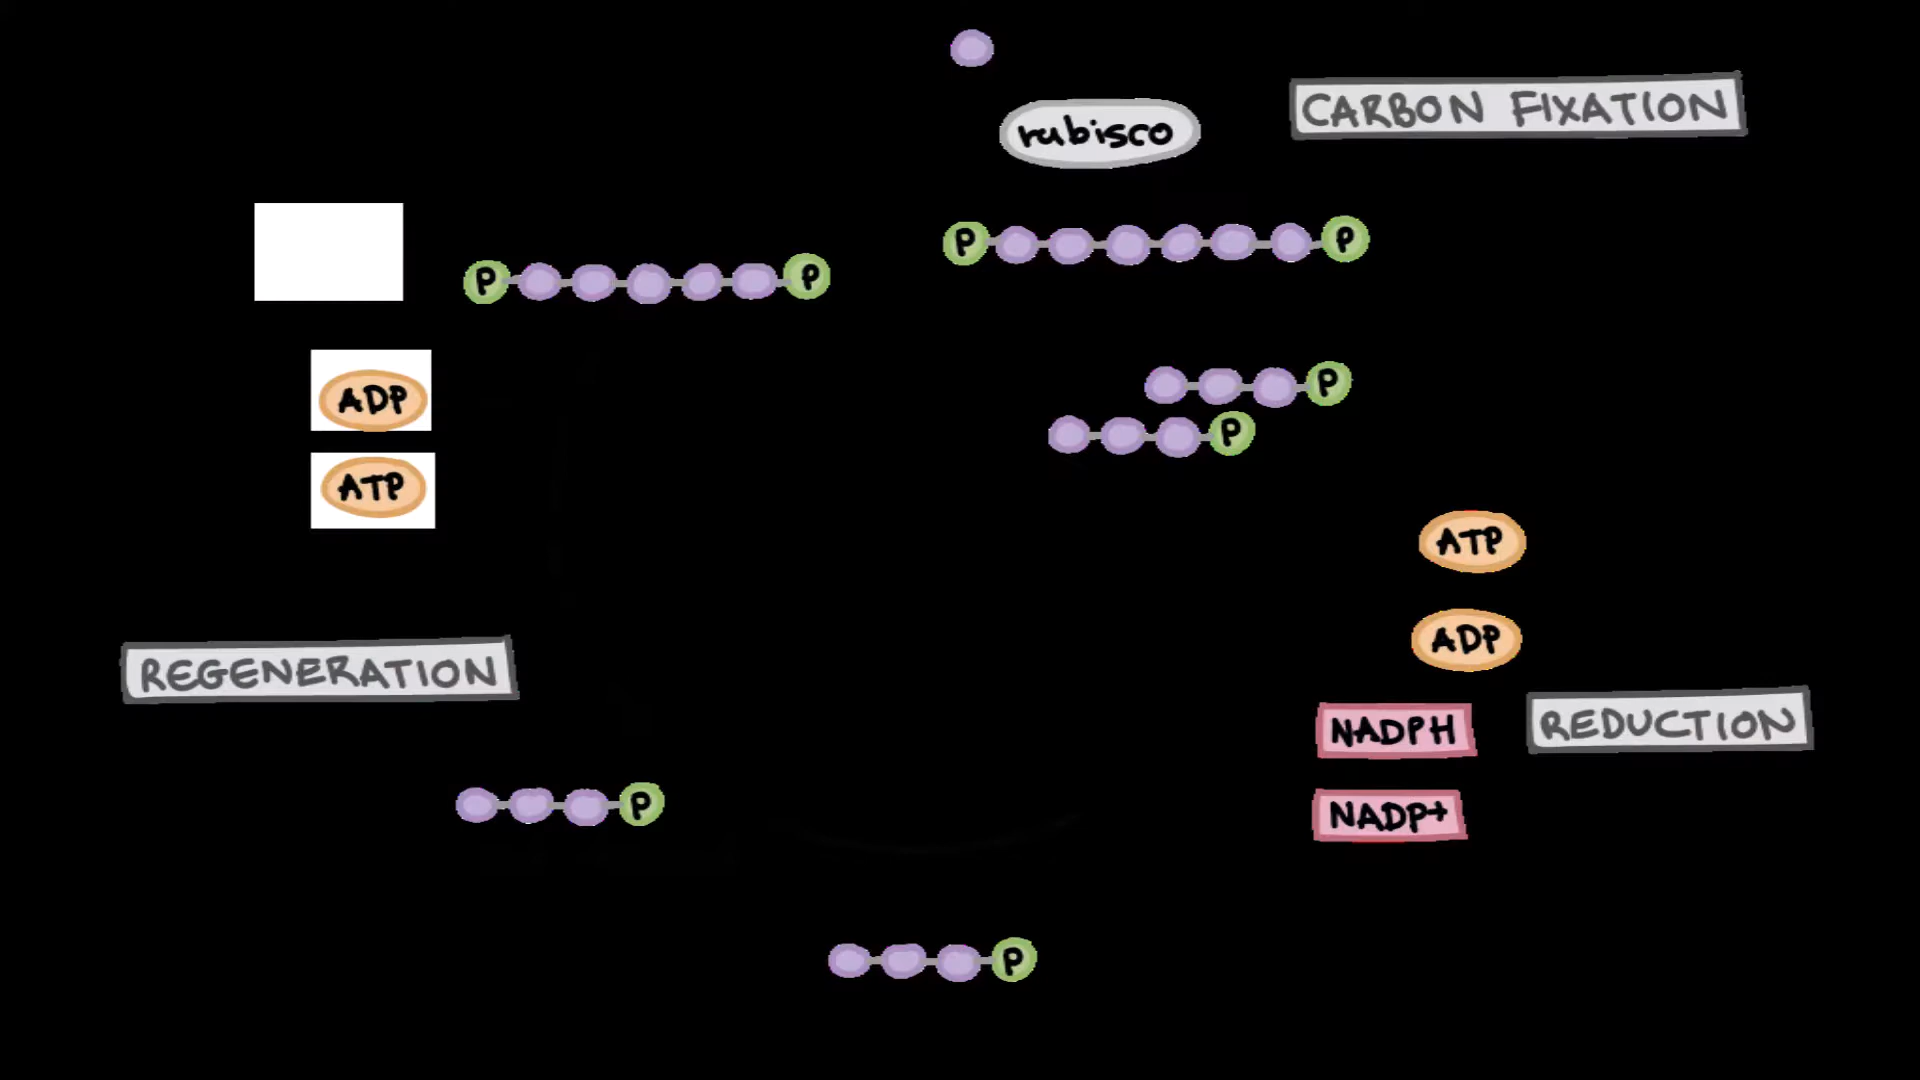 rubisco
CARBON FIXATION
P P
P P
P
P
ADP
ATP
ATP
ADP
REGENERATION
NADPH
REDUCTION
NADP+
P
P